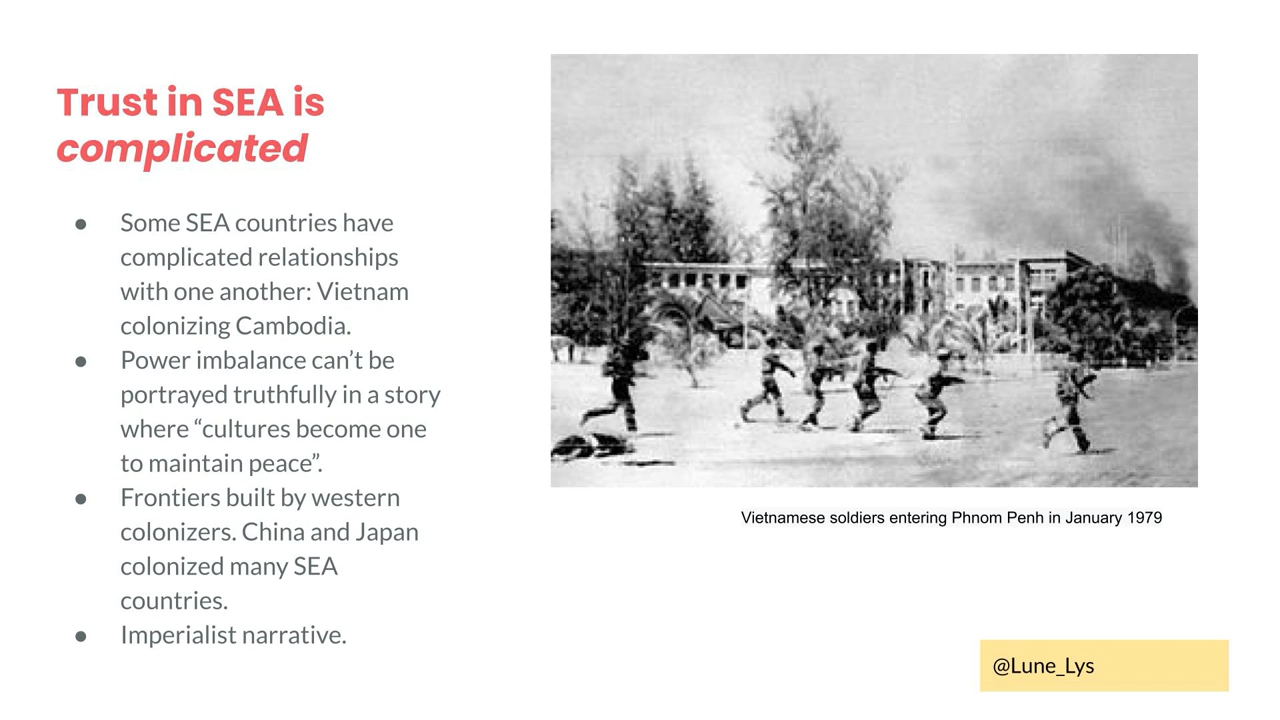 Trust in SEA is
complicated
● Some SEA countries have
complicated relationships
with one another: Vietnam
colonizing Cambodia.
● Power imbalance can’t be
portrayed truthfully in a story
where “cultures become one
to maintain peace”.
● Frontiers built by western
colonizers. China and Japan
colonized many SEA
countries.
● Imperialist narrative.
Vietnamese soldiers entering Phnom Penh in January 1979
@Lune_Lys